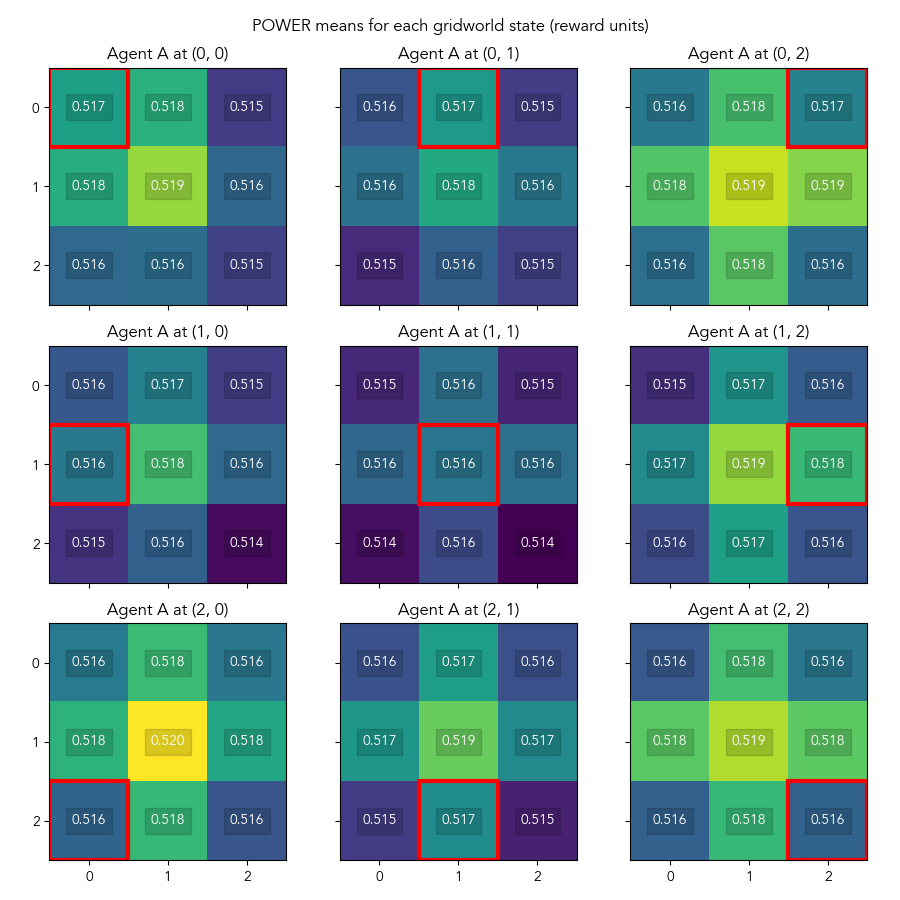 POWER means for each gridworld state (reward units)
Agent A at (0, 0) Agent A at (0, 1) Agent A at (0, 2)
0 0.517 0.518 0.515 0.516 0.517 0.515 0.516 0.518 0.517
1 0.518 0.519 0.516 0.516 0.518 0.516 0.518 0.519 0.519
2 0.516 0.516 0.515 0.515 0.516 0.515 0.516 0.518 0.516
Agent A at (1, 0) Agent A at (1, 1) Agent A at (1, 2)
0 0.516 0.517 0.515 0.515 0.516 0.515 0.515 0.517 0.516
1 0.516 0.518 0.516 0.516 0.516 0.516 0.517 0.519 0.518
2 0.515 0.516 0.514 0.514 0.516 0.514 0.516 0.517 0.516
Agent A at (2, 0) Agent A at (2, 1) Agent A at (2, 2)
0 0.516 0.518 0.516 0.516 0.517 0.516 0.516 0.518 0.516
1 0.518 0.520 0.518 0.517 0.519 0.517 0.518 0.519 0.518
2 0.516 0.518 0.516 0.515 0.517 0.515 0.516 0.518 0.516
0 1 2 0 1 2 0 1 2